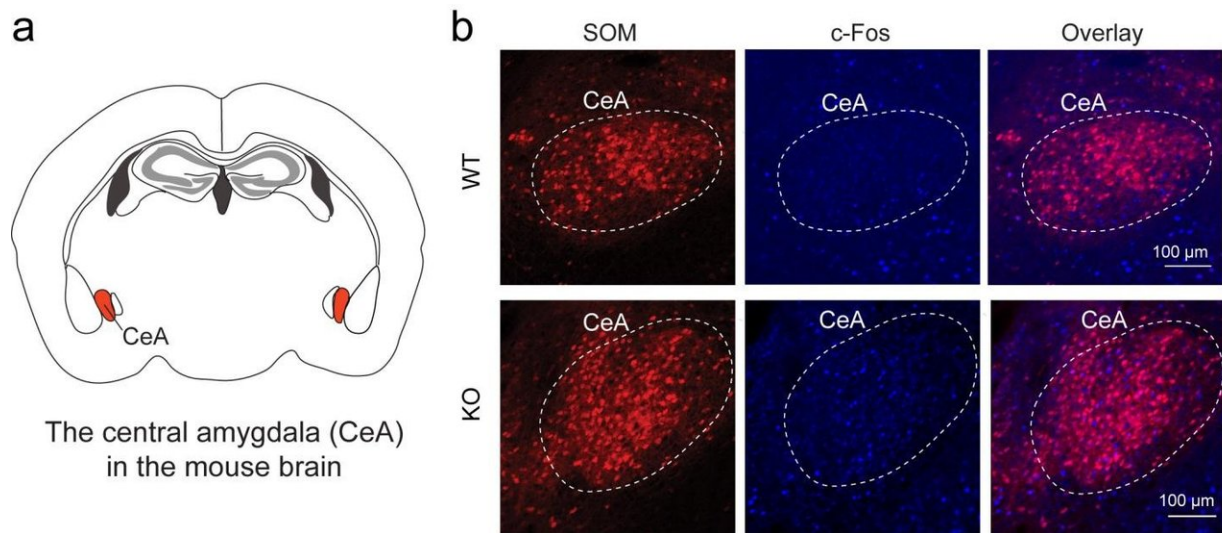 a
CeA
The central amygdala (CeA)
in the mouse brain
b
SOM
c-Fos
Overlay
WT
CeA
CeA
CeA
100 µm
KO
CeA
CeA
CeA
100 µm